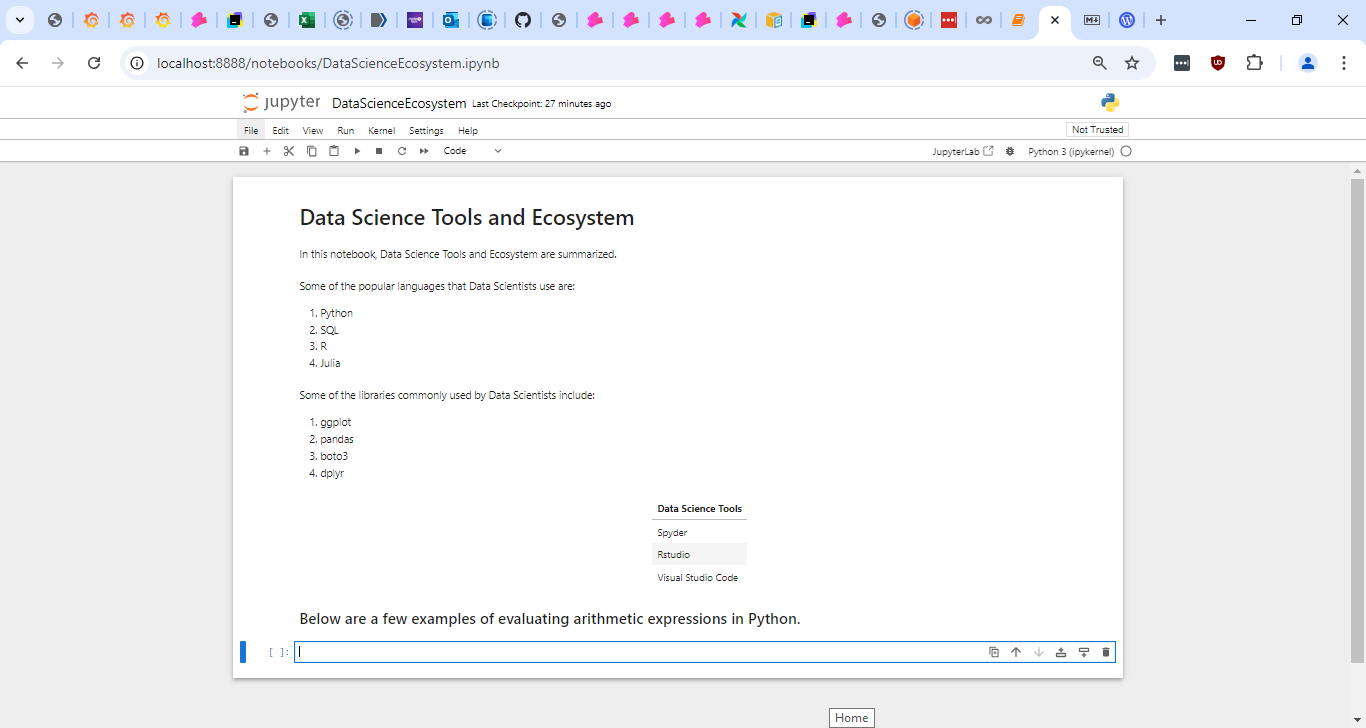 localhost:8888/notebooks/DataScienceEcosystem.ipynb
jupyter DataScienceEcosystem Last Checkpoint: 27 minutes ago
File Edit View Run Kernel Settings Help Not Trusted
Code JupyterLab Python 3 (ipykernel)
Data Science Tools and Ecosystem
In this notebook, Data Science Tools and Ecosystem are summarized.
Some of the popular languages that Data Scientists use are:
1. Python
2. SQL
3. R
4. Julia
Some of the libraries commonly used by Data Scientists include:
1. ggplot
2. pandas
3. boto3
4. dplyr
Data Science Tools
Spyder
Rstudio
Visual Studio Code
Below are a few examples of evaluating arithmetic expressions in Python.
[ ]:
Home